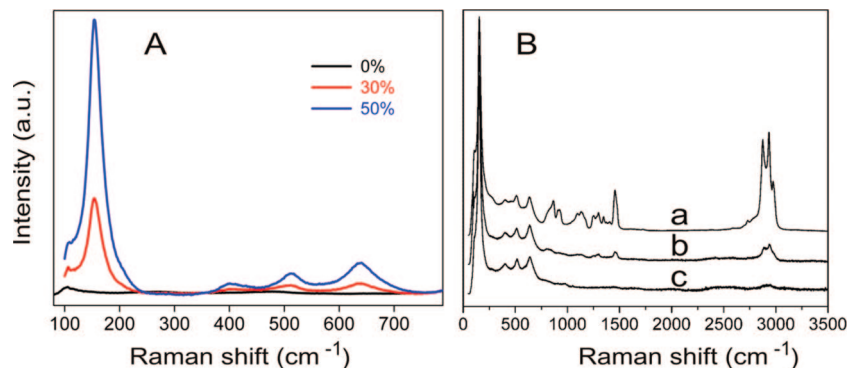 A
B
0%
30%
50%
a
b
c
Intensity (a.u.)
100 200 300 400 500 600 700
0 500 1000 1500 2000 2500 3000 3500
Raman shift (cm⁻¹)
Raman shift (cm⁻¹)